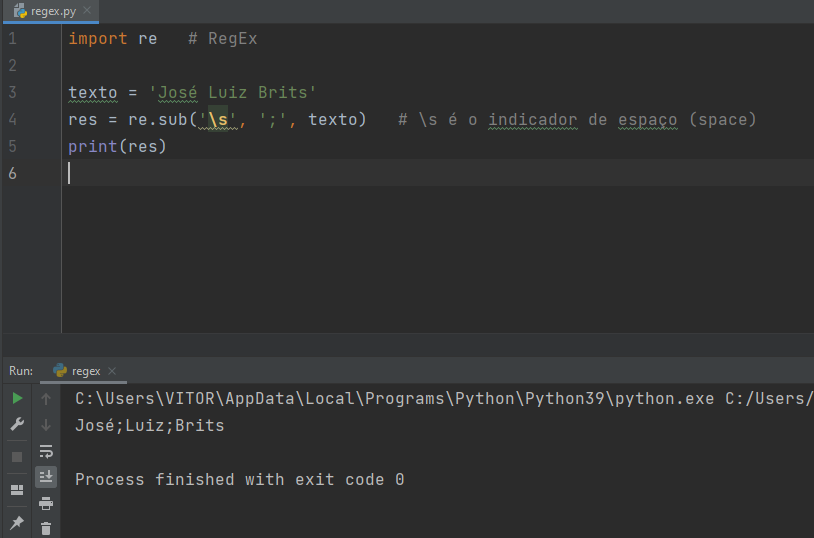 regex.py
1 import re # RegEx
2
3 texto = 'José Luiz Brits'
4 res = re.sub('\s', ';', texto) # \s é o indicador de espaço (space)
5 print(res)
6
Run: regex
C:\Users\VITOR\AppData\Local\Programs\Python\Python39\python.exe C:/Users/
José;Luiz;Brits
Process finished with exit code 0